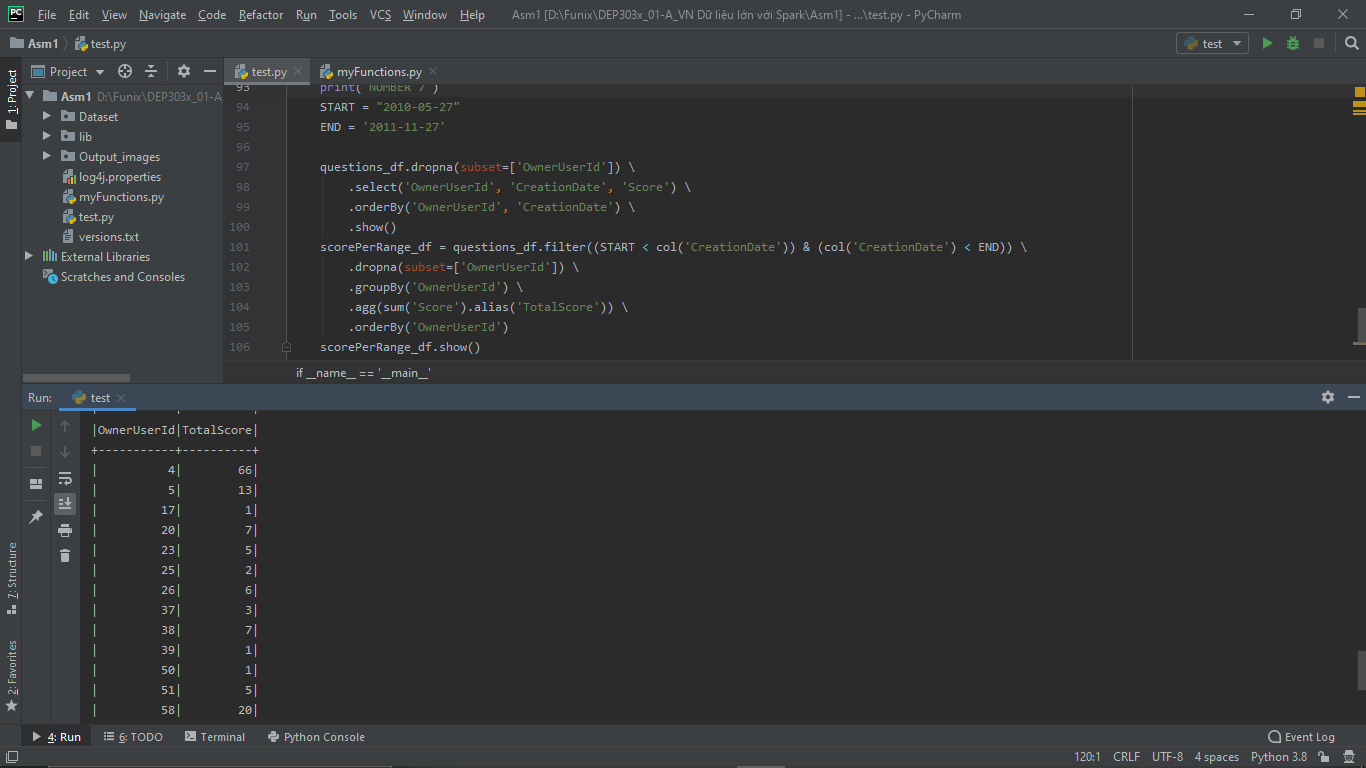 PC File Edit View Navigate Code Refactor Run Tools VCS Window Help Asm1 [D:\Funix\DEP303x_01-A_VN Dữ liệu lớn với Spark\Asm1] - ...\test.py - PyCharm
Asm1 test.py test
1: Project
Project test.py myFunctions.py
Asm1 D:\Funix\DEP303x_01-A
Dataset
lib
Output_images
log4j.properties
myFunctions.py
test.py
versions.txt
External Libraries
Scratches and Consoles
93 print('NUMBER 7')
94 START = "2010-05-27"
95 END = '2011-11-27'
96
97 questions_df.dropna(subset=['OwnerUserId']) \
98 .select('OwnerUserId', 'CreationDate', 'Score') \
99 .orderBy('OwnerUserId', 'CreationDate') \
100 .show()
101 scorePerRange_df = questions_df.filter((START < col('CreationDate')) & (col('CreationDate') < END)) \
102 .dropna(subset=['OwnerUserId']) \
103 .groupBy('OwnerUserId') \
104 .agg(sum('Score').alias('TotalScore')) \
105 .orderBy('OwnerUserId')
106 scorePerRange_df.show()
if __name__ == '__main__'
Run: test
|OwnerUserId|TotalScore|
+-----------+----------+
| 4| 66|
| 5| 13|
| 17| 1|
| 20| 7|
| 23| 5|
| 25| 2|
| 26| 6|
| 37| 3|
| 38| 7|
| 39| 1|
| 50| 1|
| 51| 5|
| 58| 20|
7: Structure
2: Favorites
4: Run 6: TODO Terminal Python Console Event Log
120:1 CRLF UTF-8 4 spaces Python 3.8